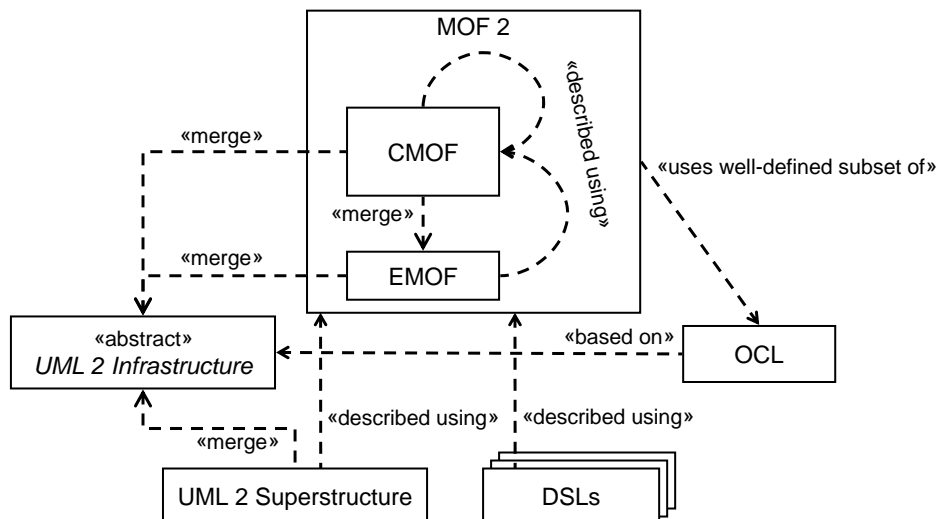 MOF 2
«described using»
«merge»
CMOF
«uses well-defined subset of»
«merge»
«merge»
EMOF
«abstract»
UML 2 Infrastructure
«based on»
OCL
«described using»
«described using»
«merge»
UML 2 Superstructure
DSLs